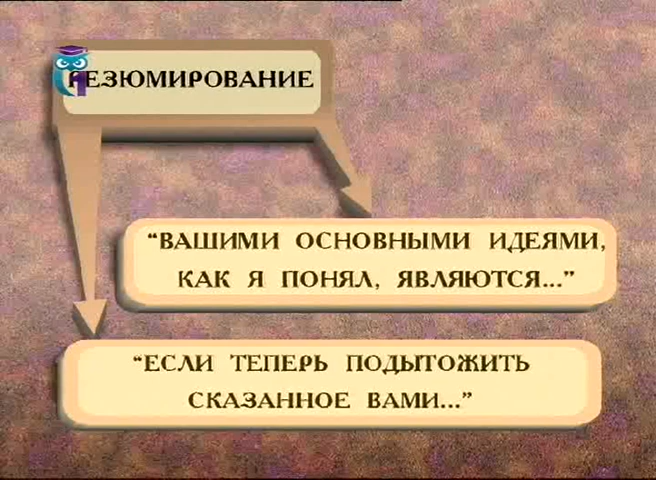 РЕЗЮМИРОВАНИЕ
“ВАШИМИ ОСНОВНЫМИ ИДЕЯМИ,
КАК Я ПОНЯЛ, ЯВЛЯЮТСЯ...”
“ЕСЛИ ТЕПЕРЬ ПОДЫТОЖИТЬ
СКАЗАННОЕ ВАМИ...”